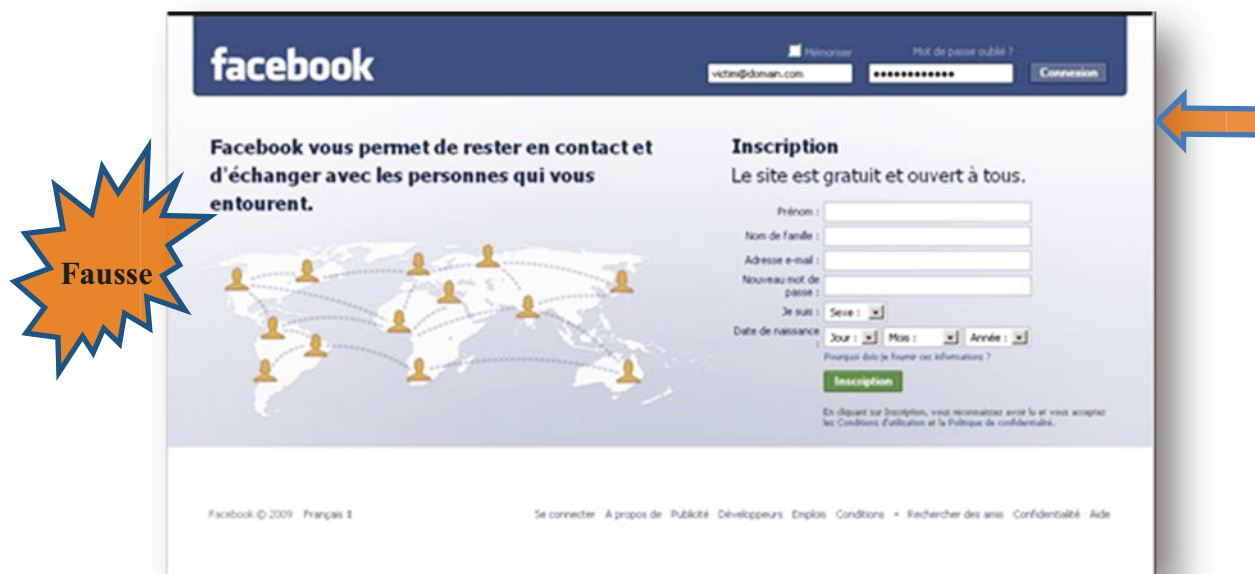 facebook
Mémoriser Mot de passe oublié ?
victim@domain.com ●●●●●●●●●●●● Connexion
Facebook vous permet de rester en contact et
d'échanger avec les personnes qui vous
entourent.
Fausse
Inscription
Le site est gratuit et ouvert à tous.
Prénom :
Nom de famille :
Adresse e-mail :
Nouveau mot de
passe :
Je suis : Sexe :
Date de naissance
: Jour : Mois : Année :
Pourquoi dois-je fournir ces informations ?
Inscription
En cliquant sur Inscription, vous reconnaissez avoir lu et vous acceptez
les Conditions d'utilisation et la Politique de confidentialité.
Facebook © 2009 Français
Se connecter A propos de Publicité Développeurs Emplois Conditions • Rechercher des amis Confidentialité Aide